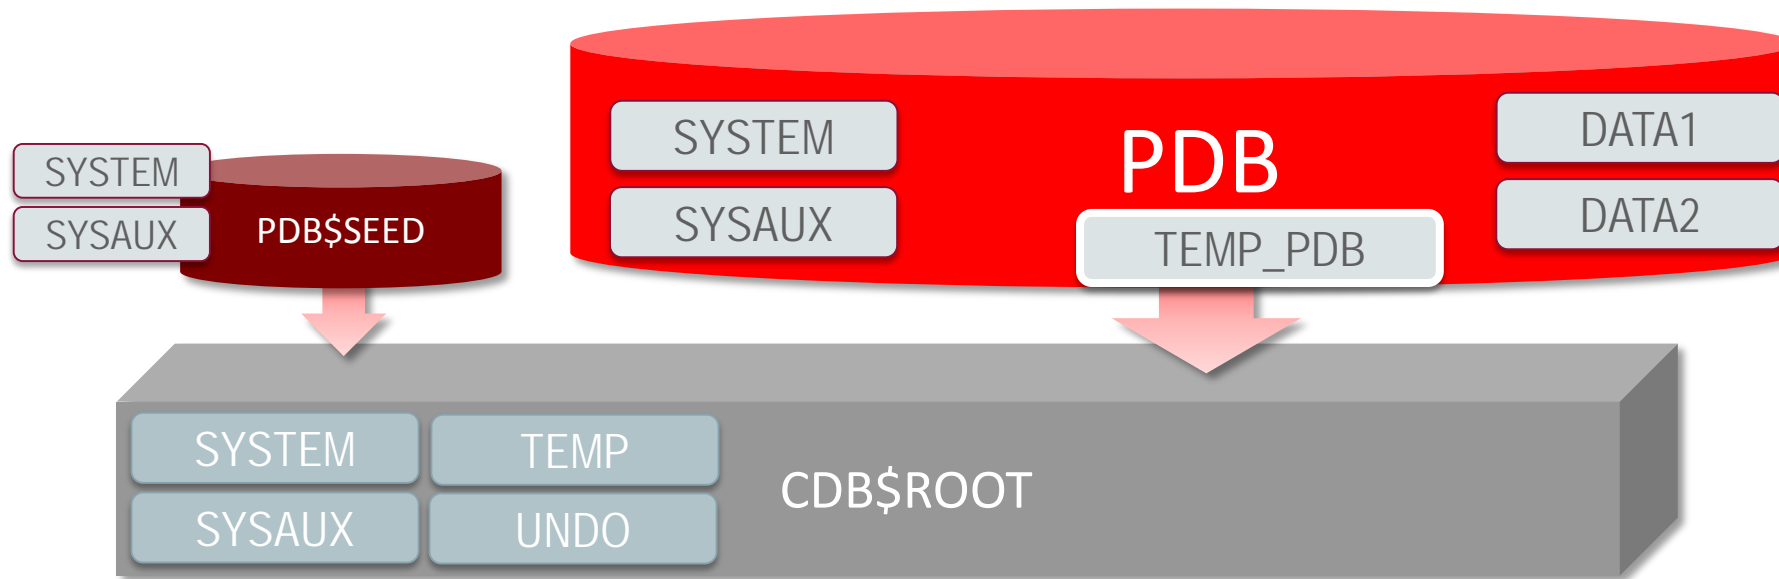 SYSTEM
SYSAUX
PDB$SEED
SYSTEM
SYSAUX
PDB
TEMP_PDB
DATA1
DATA2
SYSTEM
TEMP
SYSAUX
UNDO
CDB$ROOT